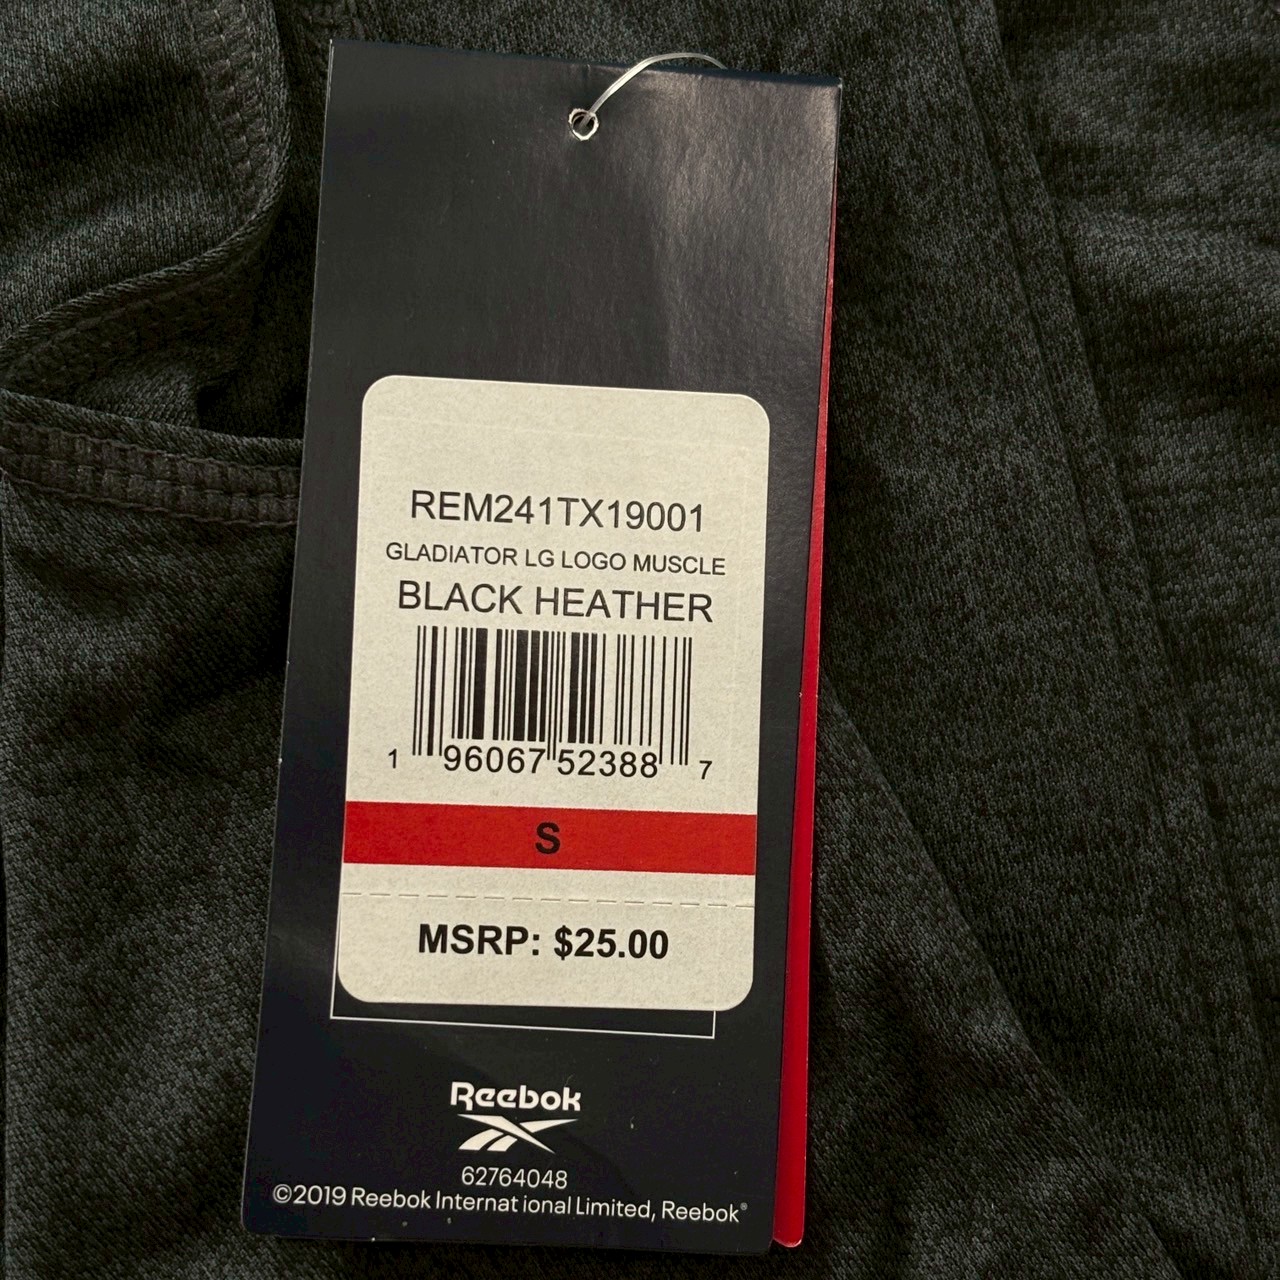 REM241TX19001
GLADIATOR LG LOGO MUSCLE
BLACK HEATHER
1 96067 52388 7
S
MSRP: $25.00
Reebok
62764048
©2019 Reebok International Limited, Reebok®